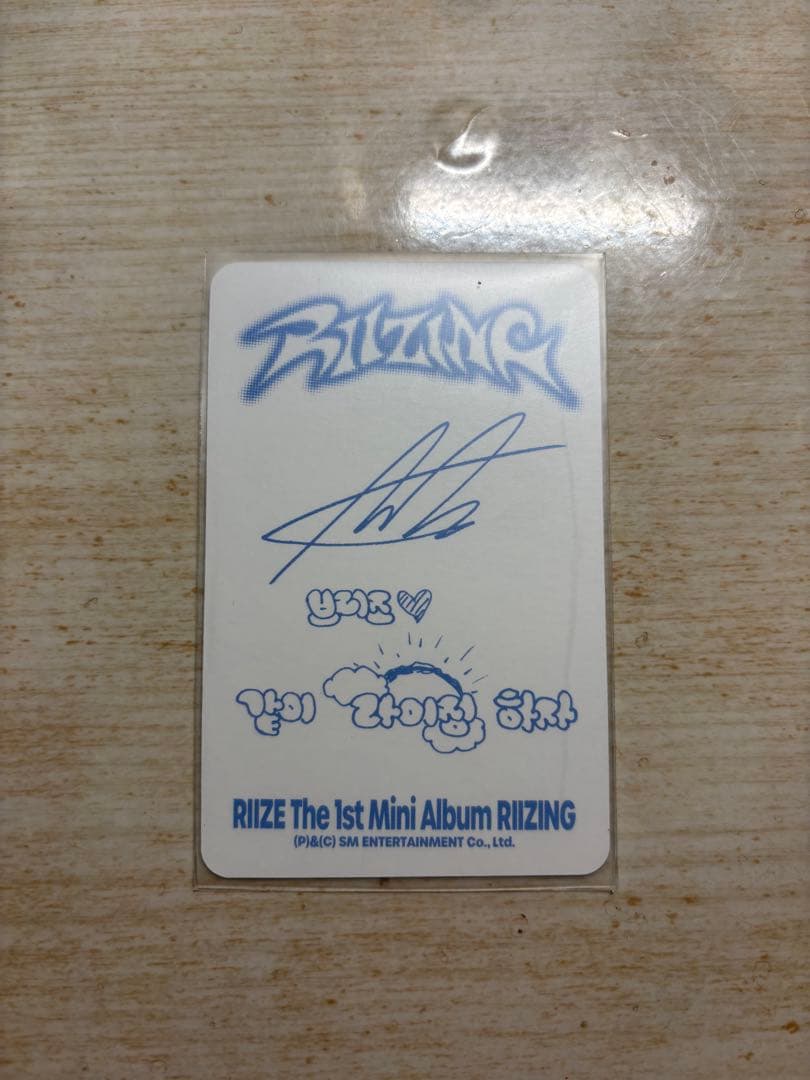 RIIZING
브리즈♡
같이 라이징 하자
RIIZE The 1st Mini Album RIIZING
(P)&(C) SM ENTERTAINMENT Co., Ltd.